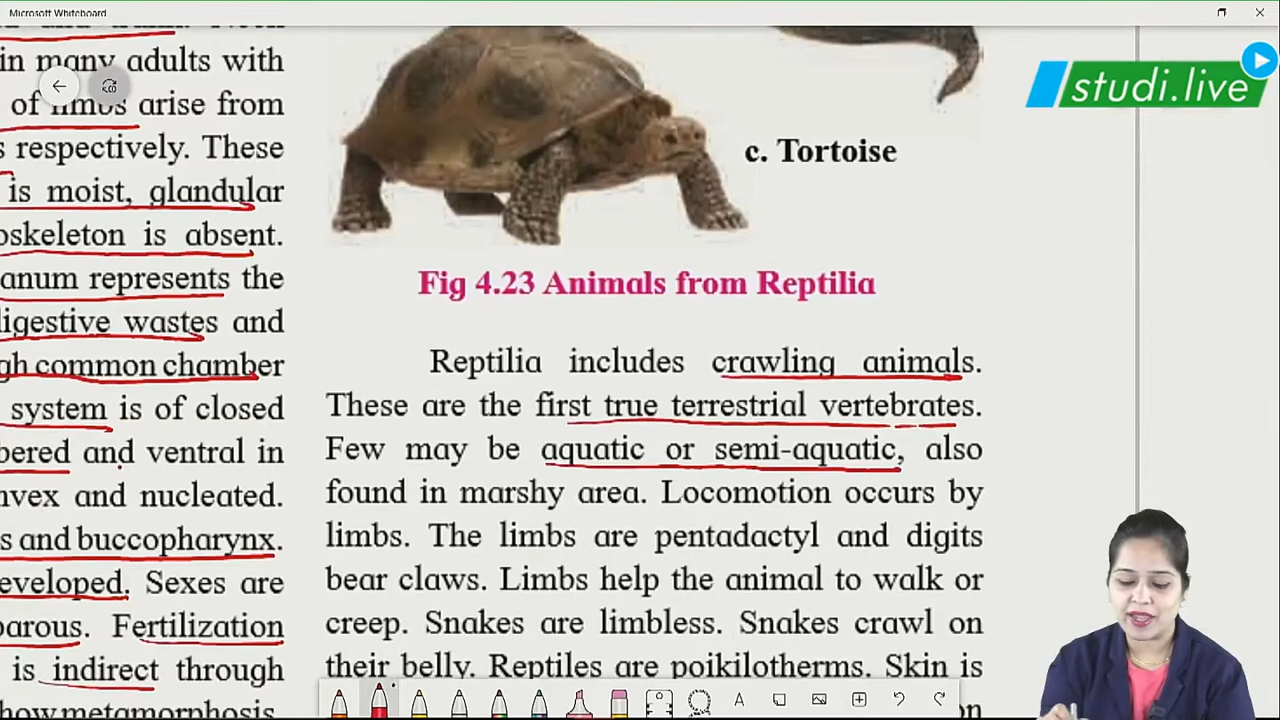 Microsoft Whiteboard
in many adults with
of limbs arise from
respectively. These
is moist, glandular
oskeleton is absent.
anum represents the
digestive wastes and
gh common chamber
system is of closed
bered and ventral in
nvex and nucleated.
s and buccopharynx.
eveloped. Sexes are
parous. Fertilization
is indirect through
how metamorphosis.
studi.live
c. Tortoise
Fig 4.23 Animals from Reptilia
Reptilia includes crawling animals.
These are the first true terrestrial vertebrates.
Few may be aquatic or semi-aquatic, also
found in marshy area. Locomotion occurs by
limbs. The limbs are pentadactyl and digits
bear claws. Limbs help the animal to walk or
creep. Snakes are limbless. Snakes crawl on
their belly. Reptiles are poikilotherms. Skin is
on